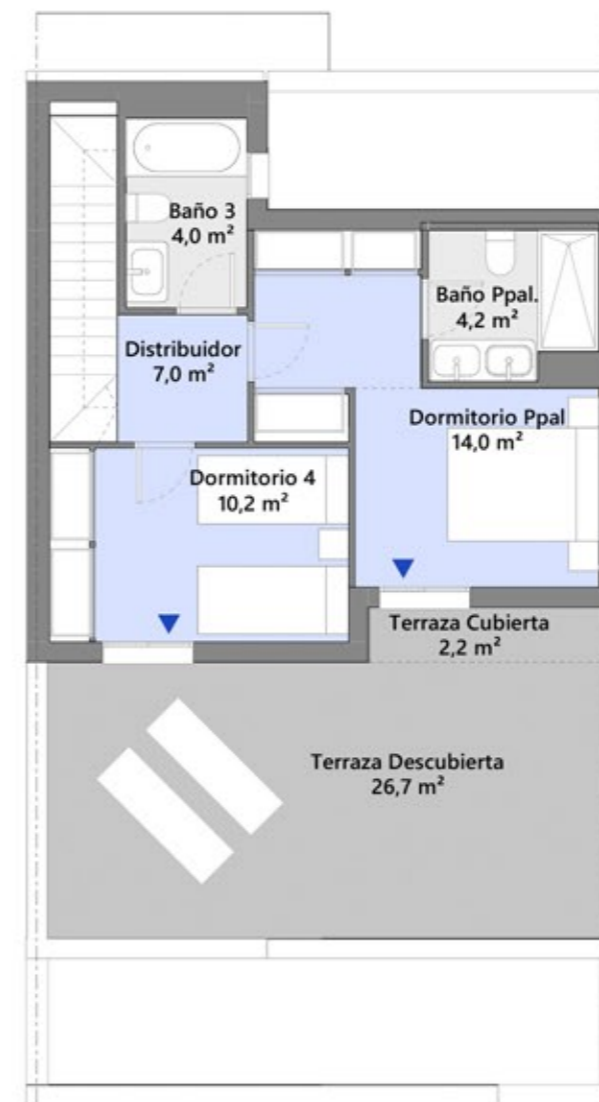 Baño 3
4,0 m²
Baño Ppal.
4,2 m²
Distribuidor
7,0 m²
Dormitorio Ppal
14,0 m²
Dormitorio 4
10,2 m²
Terraza Cubierta
2,2 m²
Terraza Descubierta
26,7 m²